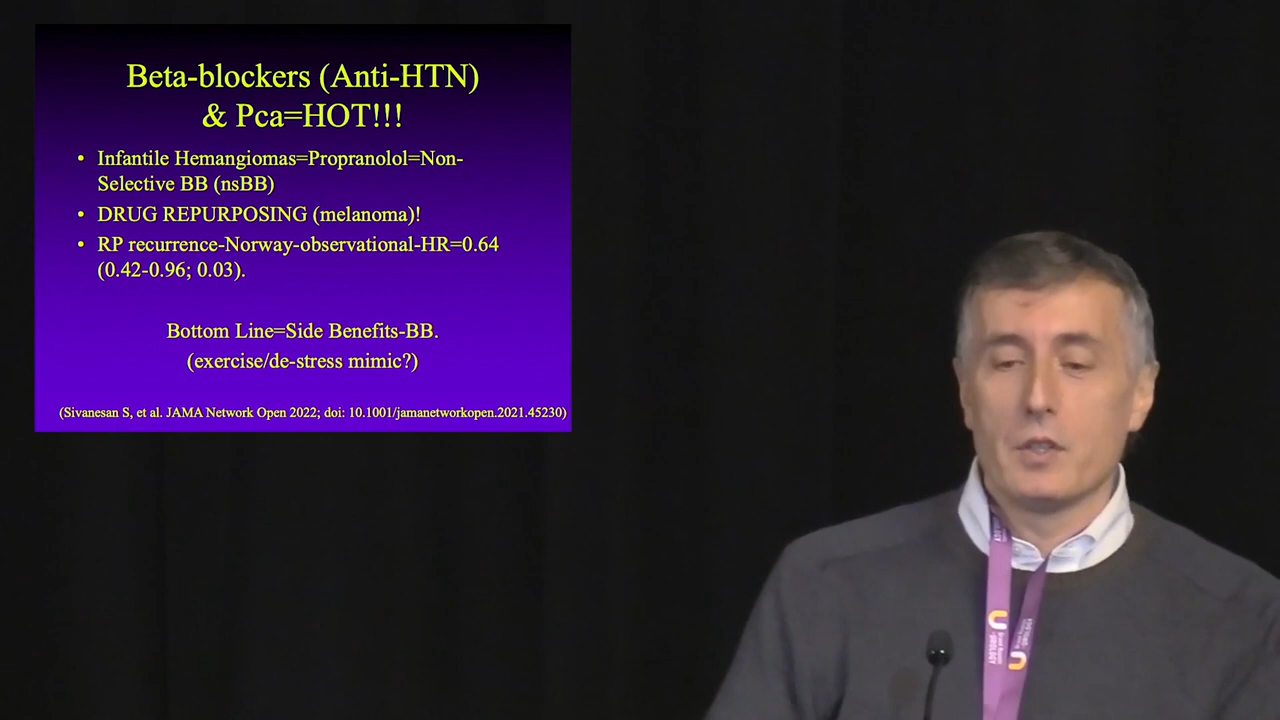 Beta-blockers (Anti-HTN)
& Pca=HOT!!!
• Infantile Hemangiomas=Propranolol=Non-
Selective BB (nsBB)
• DRUG REPURPOSING (melanoma)!
• RP recurrence-Norway-observational-HR=0.64
(0.42-0.96; 0.03).
Bottom Line=Side Benefits-BB.
(exercise/de-stress mimic?)
(Sivanesan S, et al. JAMA Network Open 2022; doi: 10.1001/jamanetworkopen.2021.45230)
UROLOGY